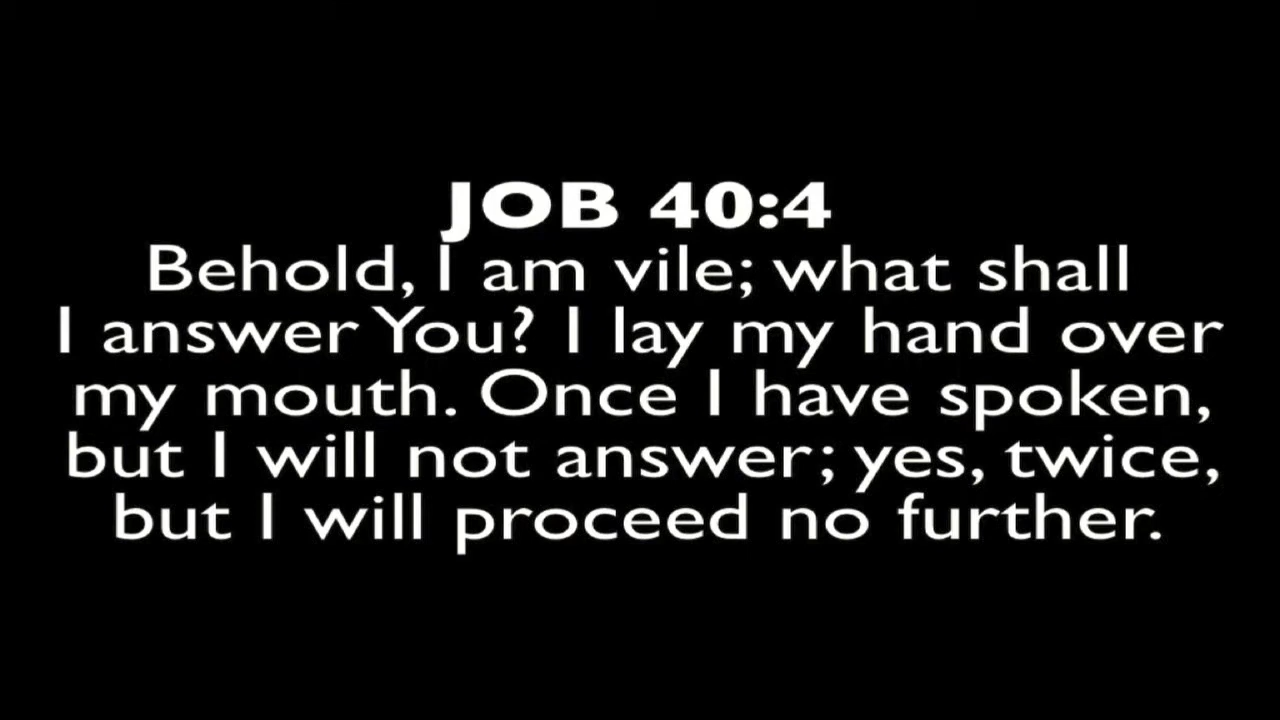 JOB 40:4
Behold, I am vile; what shall
I answer You? I lay my hand over
my mouth. Once I have spoken,
but I will not answer; yes, twice,
but I will proceed no further.